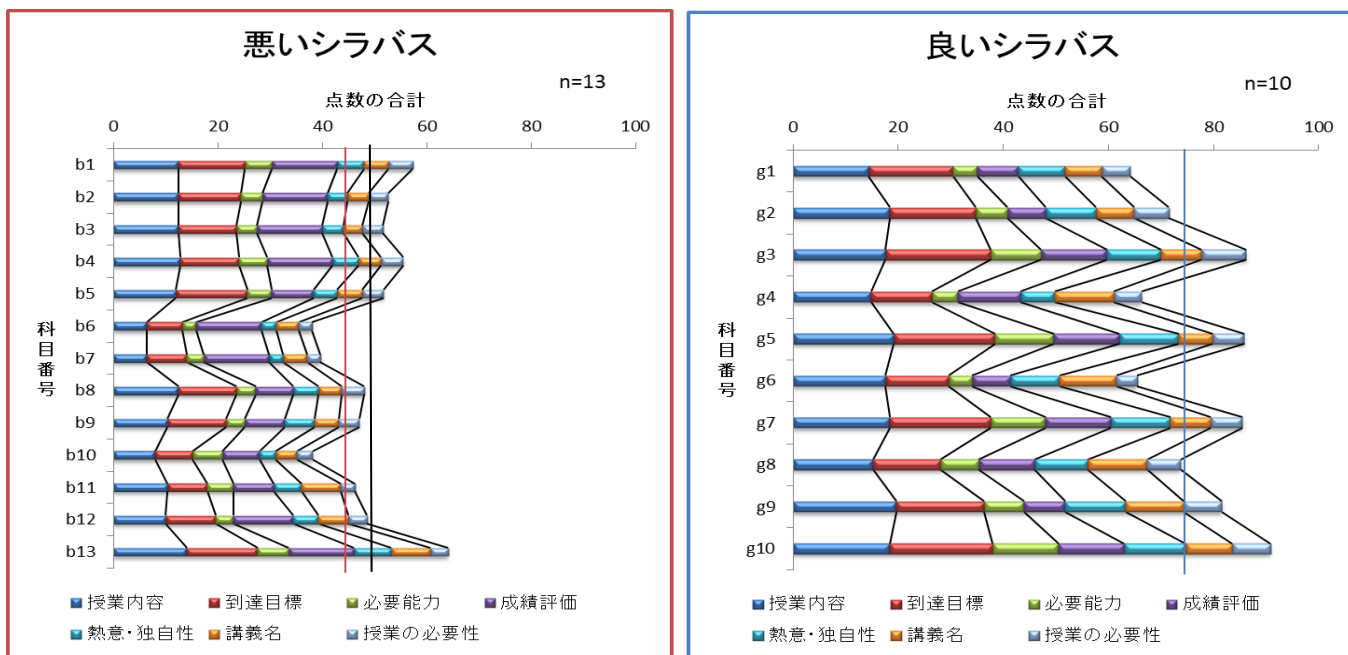 悪いシラバス
n=13
点数の合計
0 20 40 60 80 100
科目番号
b1
b2
b3
b4
b5
b6
b7
b8
b9
b10
b11
b12
b13
授業内容 到達目標 必要能力 成績評価
熱意・独自性 講義名 授業の必要性
良いシラバス
n=10
点数の合計
0 20 40 60 80 100
科目番号
g1
g2
g3
g4
g5
g6
g7
g8
g9
g10
授業内容 到達目標 必要能力 成績評価
熱意・独自性 講義名 授業の必要性